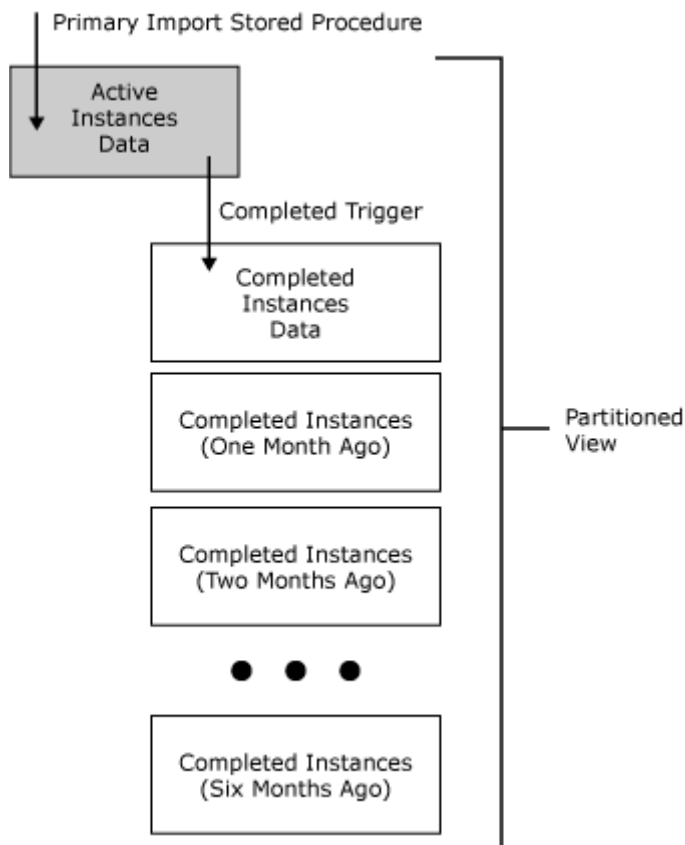 Primary Import Stored Procedure
Active
Instances
Data
Completed Trigger
Completed
Instances
Data
Completed Instances
(One Month Ago)
Partitioned
View
Completed Instances
(Two Months Ago)
Completed Instances
(Six Months Ago)